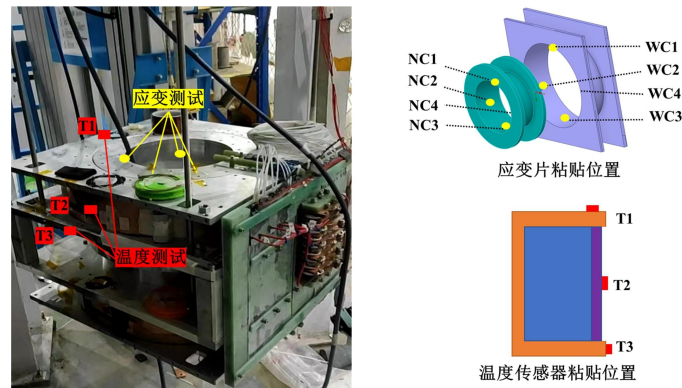 应变测试
T1
T2
T3
温度测试
NC1
NC2
NC4
NC3
WC1
WC2
WC4
WC3
应变片粘贴位置
T1
T2
T3
温度传感器粘贴位置